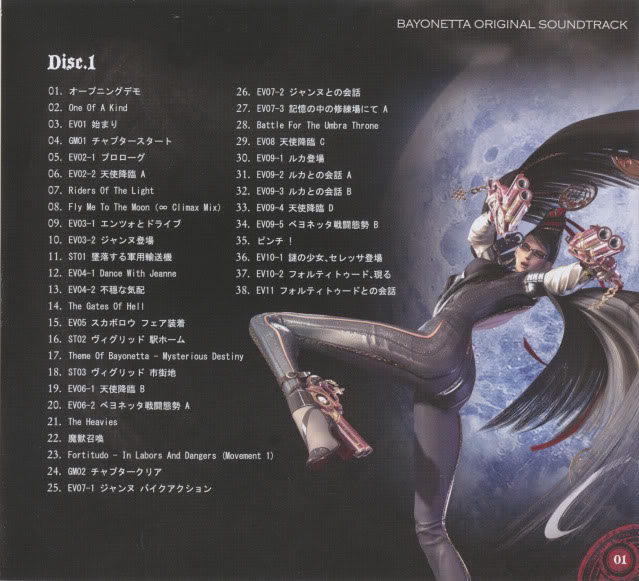 BAYONETTA ORIGINAL SOUNDTRACK
Disc.1
01. オープニングデモ
02. One Of A Kind
03. EV01 始まり
04. GM01 チャプタースタート
05. EV02-1 プロローグ
06. EV02-2 天使降臨 A
07. Riders Of The Light
08. Fly Me To The Moon (∞ Climax Mix)
09. EV03-1 エンツォとドライブ
10. EV03-2 ジャンヌ登場
11. ST01 墜落する軍用輸送機
12. EV04-1 Dance With Jeanne
13. EV04-2 不穏な気配
14. The Gates Of Hell
15. EV05 スカボロウ フェア装着
16. ST02 ヴィグリッド 駅ホーム
17. Theme Of Bayonetta - Mysterious Destiny
18. ST03 ヴィグリッド 市街地
19. EV06-1 天使降臨 B
20. EV06-2 ベヨネッタ戦闘態勢 A
21. The Heavies
22. 魔獣召喚
23. Fortitudo - In Labors And Dangers (Movement 1)
24. GM02 チャプタークリア
25. EV07-1 ジャンヌ バイクアクション
26. EV07-2 ジャンヌとの会話
27. EV07-3 記憶の中の修練場にて A
28. Battle For The Umbra Throne
29. EV08 天使降臨 C
30. EV09-1 ルカ登場
31. EV09-2 ルカとの会話 A
32. EV09-3 ルカとの会話 B
33. EV09-4 天使降臨 D
34. EV09-5 ベヨネッタ戦闘態勢 B
35. ピンチ！
36. EV10-1 謎の少女、セレッサ登場
37. EV10-2 フォルティトゥード、現る
38. EV11 フォルティトゥードとの会話
01